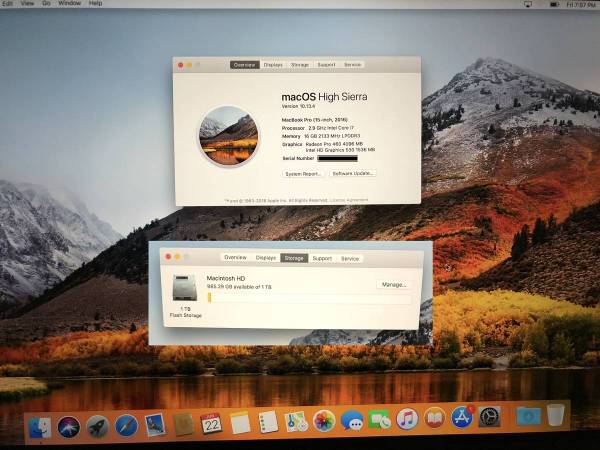 Edit View Go Window Help
Fri 7:57 PM
Overview Displays Storage Support Service
macOS High Sierra
Version 10.13.4
MacBook Pro (15-inch, 2016)
Processor 2.9 GHz Intel Core i7
Memory 16 GB 2133 MHz LPDDR3
Graphics Radeon Pro 460 4096 MB
Intel HD Graphics 530 1536 MB
Serial Number
System Report... Software Update...
™ and © 1983-2018 Apple Inc. All Rights Reserved. License Agreement
Overview Displays Storage Support Service
Macintosh HD
985.29 GB available of 1 TB
Manage...
1 TB
Flash Storage
22